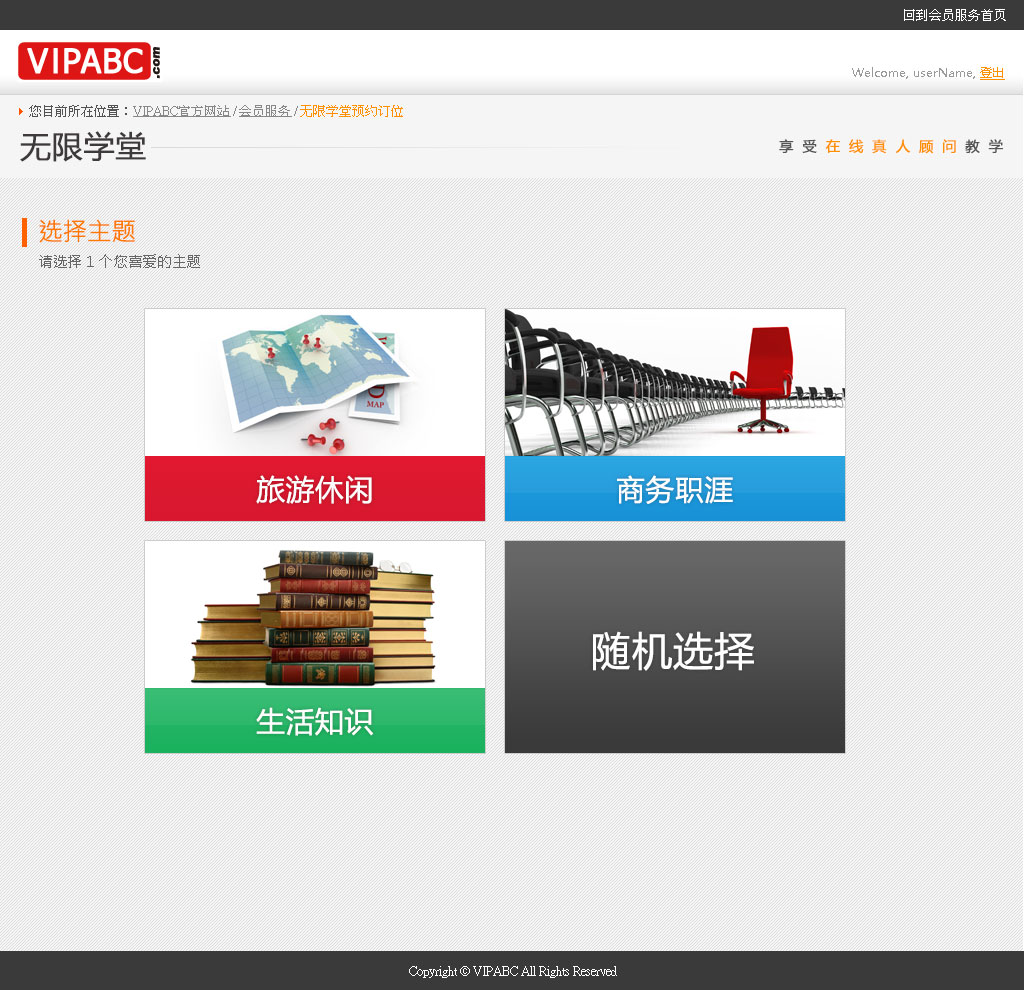 回到会员服务首页
VIPABC.com
Welcome, userName, 登出
您目前所在位置：VIPABC官方网站 / 会员服务 / 无限学堂预约订位
无限学堂
享受在线真人顾问教学
选择主题
请选择 1 个您喜爱的主题
MAP
旅游休闲
商务职涯
生活知识
随机选择
Copyright © VIPABC All Rights Reserved